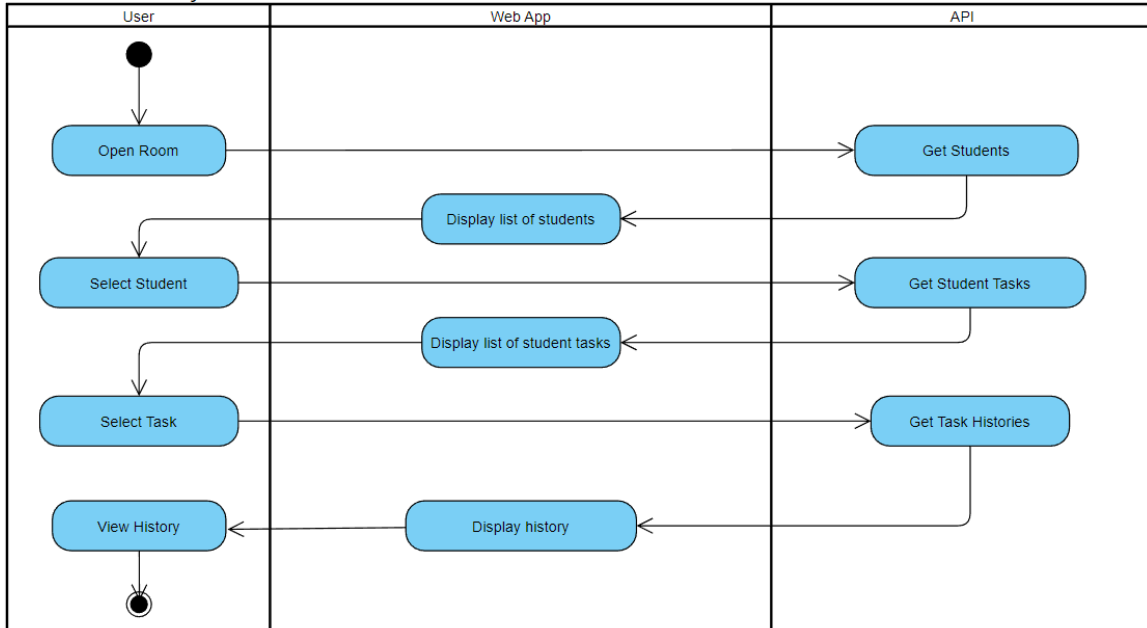 User
Web App
API
Open Room
Get Students
Display list of students
Select Student
Get Student Tasks
Display list of student tasks
Select Task
Get Task Histories
View History
Display history